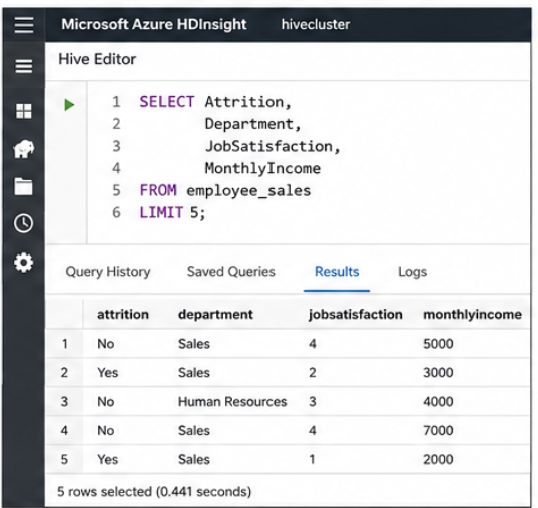 Microsoft Azure HDInsight hivecluster
Hive Editor
1 SELECT Attrition,
2 Department,
3 JobSatisfaction,
4 MonthlyIncome
5 FROM employee_sales
6 LIMIT 5;
Query History Saved Queries Results Logs
attrition department jobsatisfaction monthlyincome
1 No Sales 4 5000
2 Yes Sales 2 3000
3 No Human Resources 3 4000
4 No Sales 4 7000
5 Yes Sales 1 2000
5 rows selected (0.441 seconds)